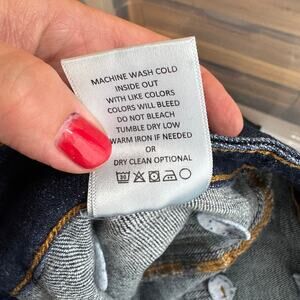 MACHINE WASH COLD
INSIDE OUT
WITH LIKE COLORS
COLORS WILL BLEED
DO NOT BLEACH
TUMBLE DRY LOW
WARM IRON IF NEEDED
OR
DRY CLEAN OPTIONAL